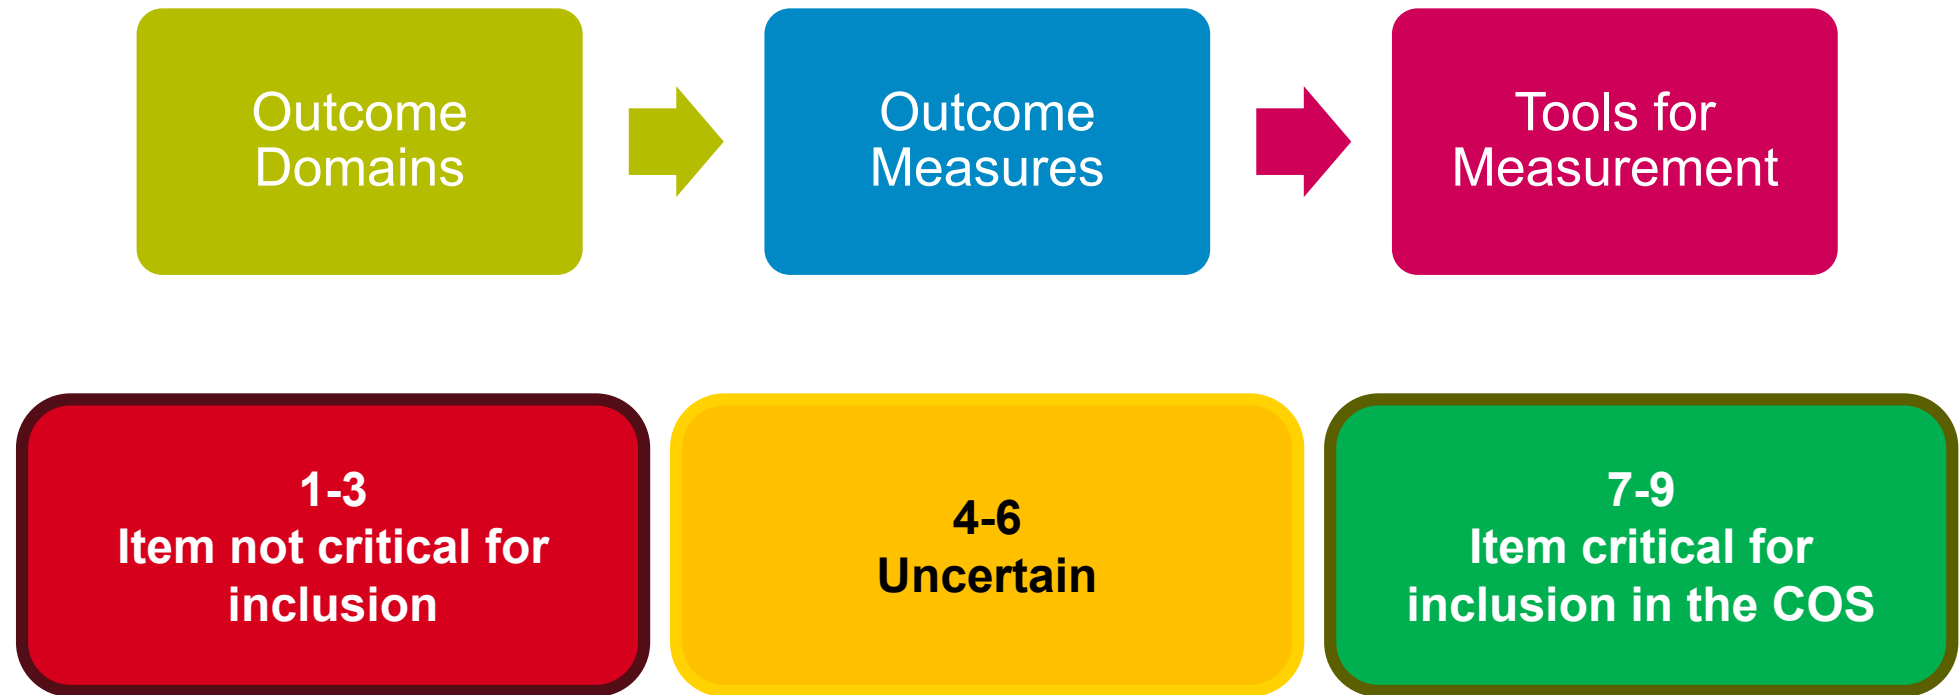 Outcome
Domains
Outcome
Measures
Tools for
Measurement
1-3
Item not critical for
inclusion
4-6
Uncertain
7-9
Item critical for
inclusion in the COS